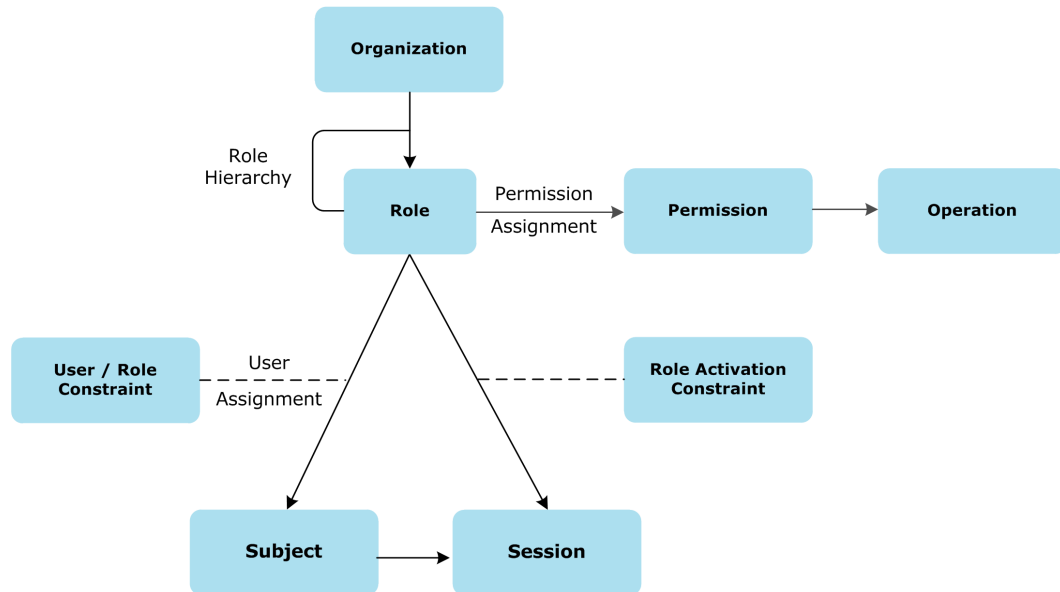 Organization
Role
Hierarchy
Role
Permission
Assignment
Permission
Operation
User / Role
Constraint
User
Assignment
Role Activation
Constraint
Subject
Session